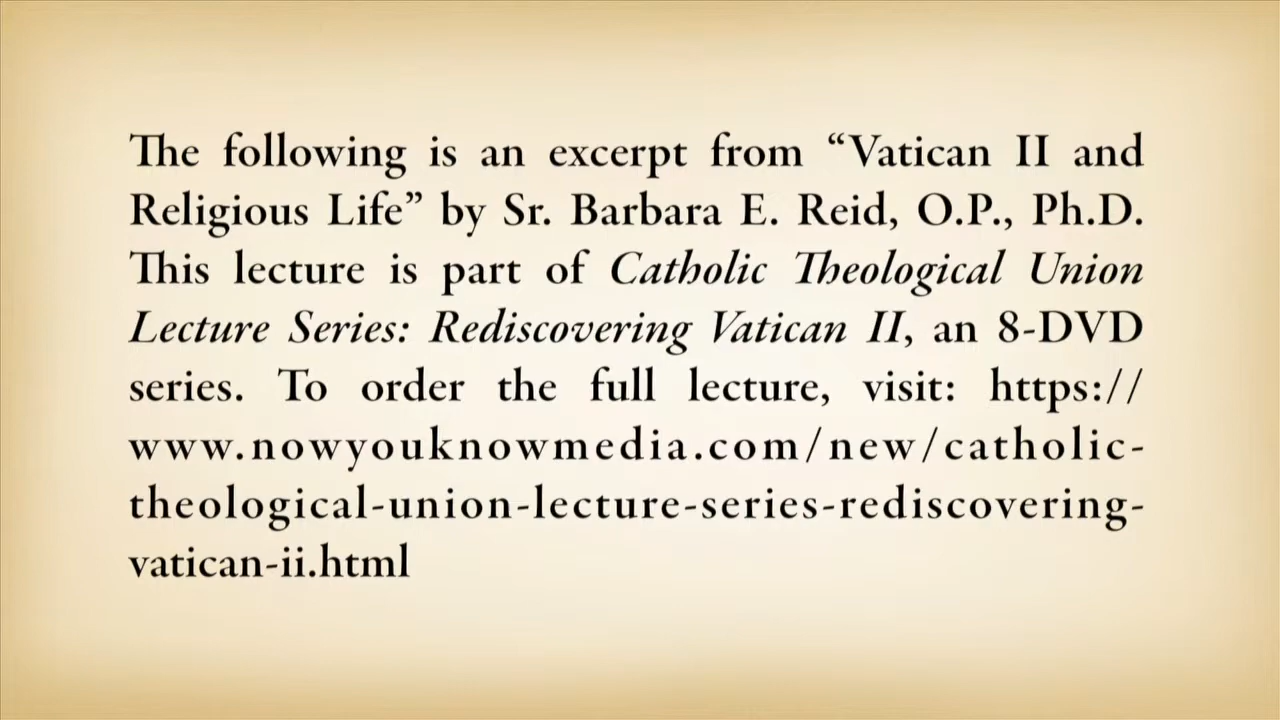 The following is an excerpt from “Vatican II and
Religious Life” by Sr. Barbara E. Reid, O.P., Ph.D.
This lecture is part of Catholic Theological Union
Lecture Series: Rediscovering Vatican II, an 8-DVD
series. To order the full lecture, visit: https://
www.nowyouknowmedia.com/new/catholic-
theological-union-lecture-series-rediscovering-
vatican-ii.html